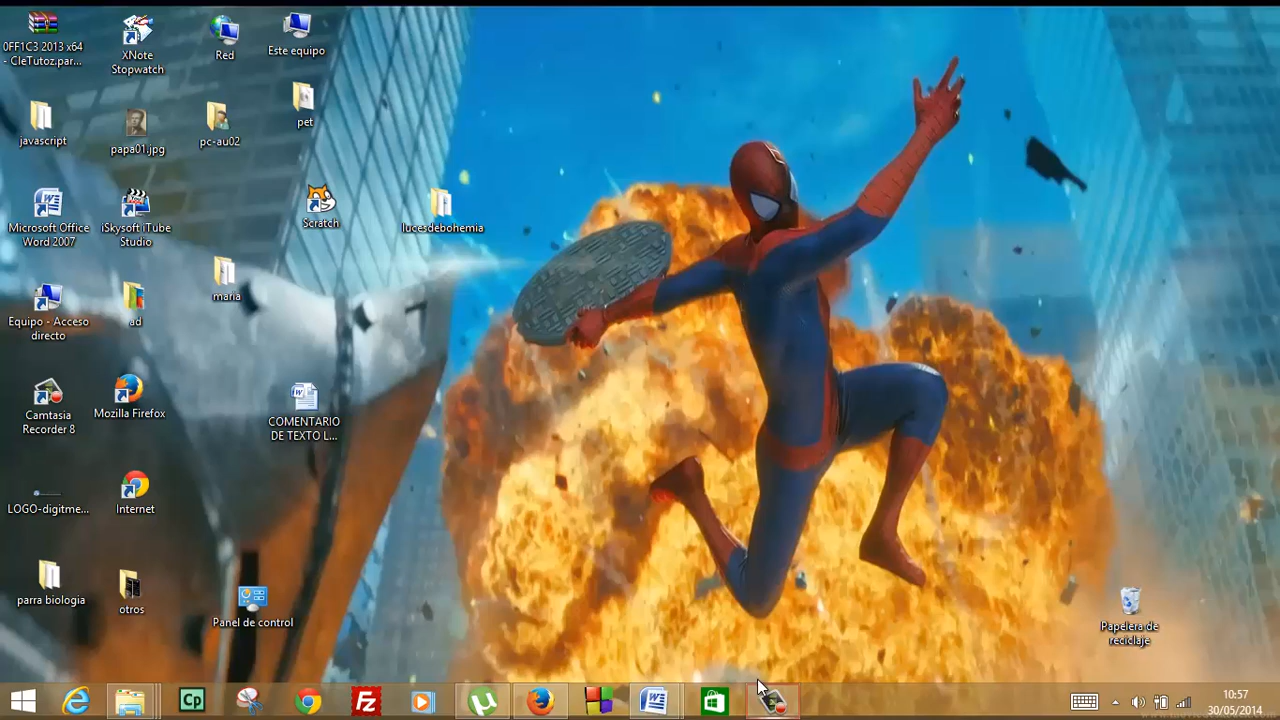 0FF1C3 2013 x64
- CleTutoz.par...
XNote
Stopwatch
Red
Este equipo
javascript
papa01.jpg
pc-au02
pet
Microsoft Office
Word 2007
iSkysoft iTube
Studio
Scratch
lucesdebohemia
maria
Equipo - Acceso
directo
ad
Camtasia
Recorder 8
Mozilla Firefox
COMENTARIO
DE TEXTO L...
LOGO-digitme...
Internet
parra biologia
otros
Panel de control
Papelera de
reciclaje
Cp
Fz
10:57
30/05/2014